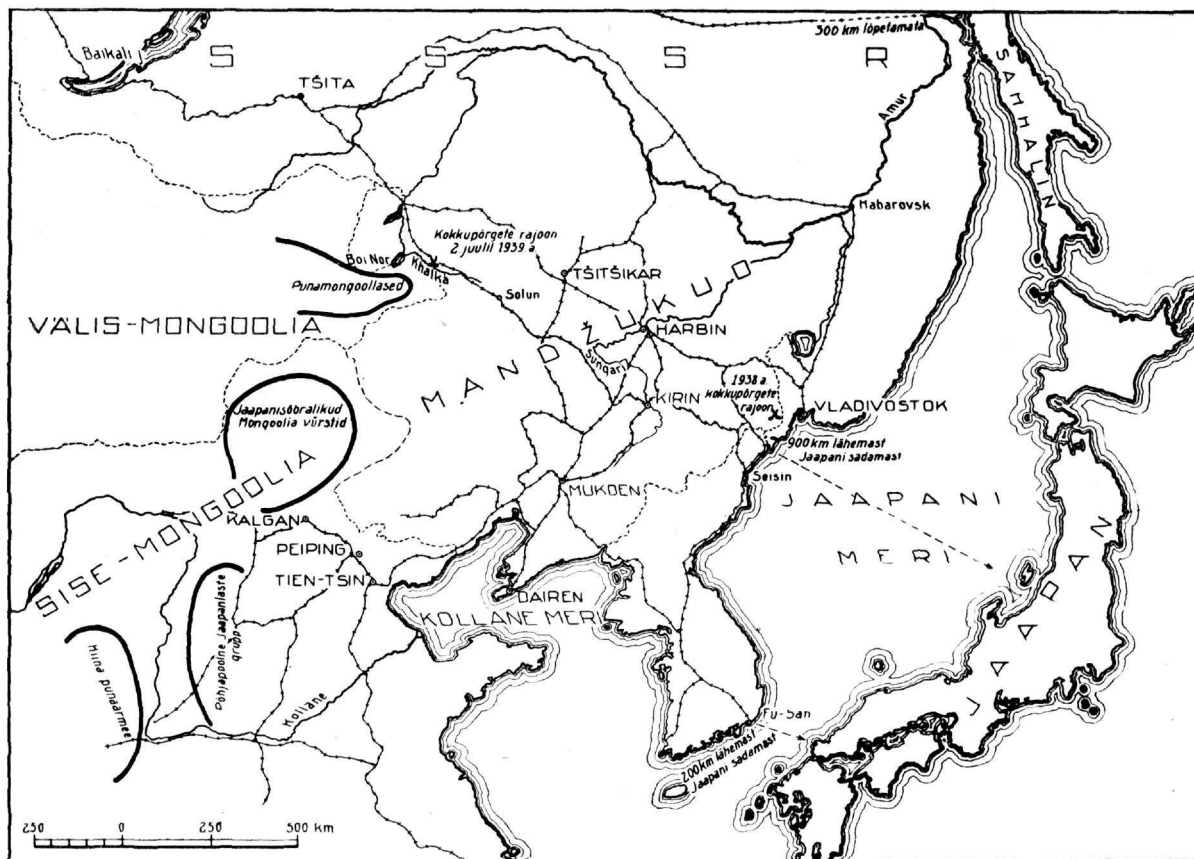 500 km lõpetamata
Baikali
S S S R
SAHHALIN
TŠITA
Amur
Habarovsk
Kokkupõrgete rajoon
2. juulil 1939 a.
Boi Nor.
Khalka
TŠITŠIKAR
Punamongoollased
Solun
VÄLIS-MONGOOLIA
MANDŽUKUO
HARBIN
Sungari
1938 a.
kokkupõrgete
rajoon
KIRIN
VLADIVOSTOK
Jaapanisõbralikud
Mongoolia vürstid
900 km lähemast
Jaapani sadamast
Seisin
MUKDEN
JAAPANI
MERI
SISE-MONGOOLIA
KALGAN
PEIPING
TIEN-TSIN
DAIREN
KOLLANE MERI
JAAPAN
Põhjapoolne jaapanlaste
grupp
Hiina punaarmee
Kollane
Fu-San
200 km lähemast
Jaapani sadamast
250 0 250 500 km